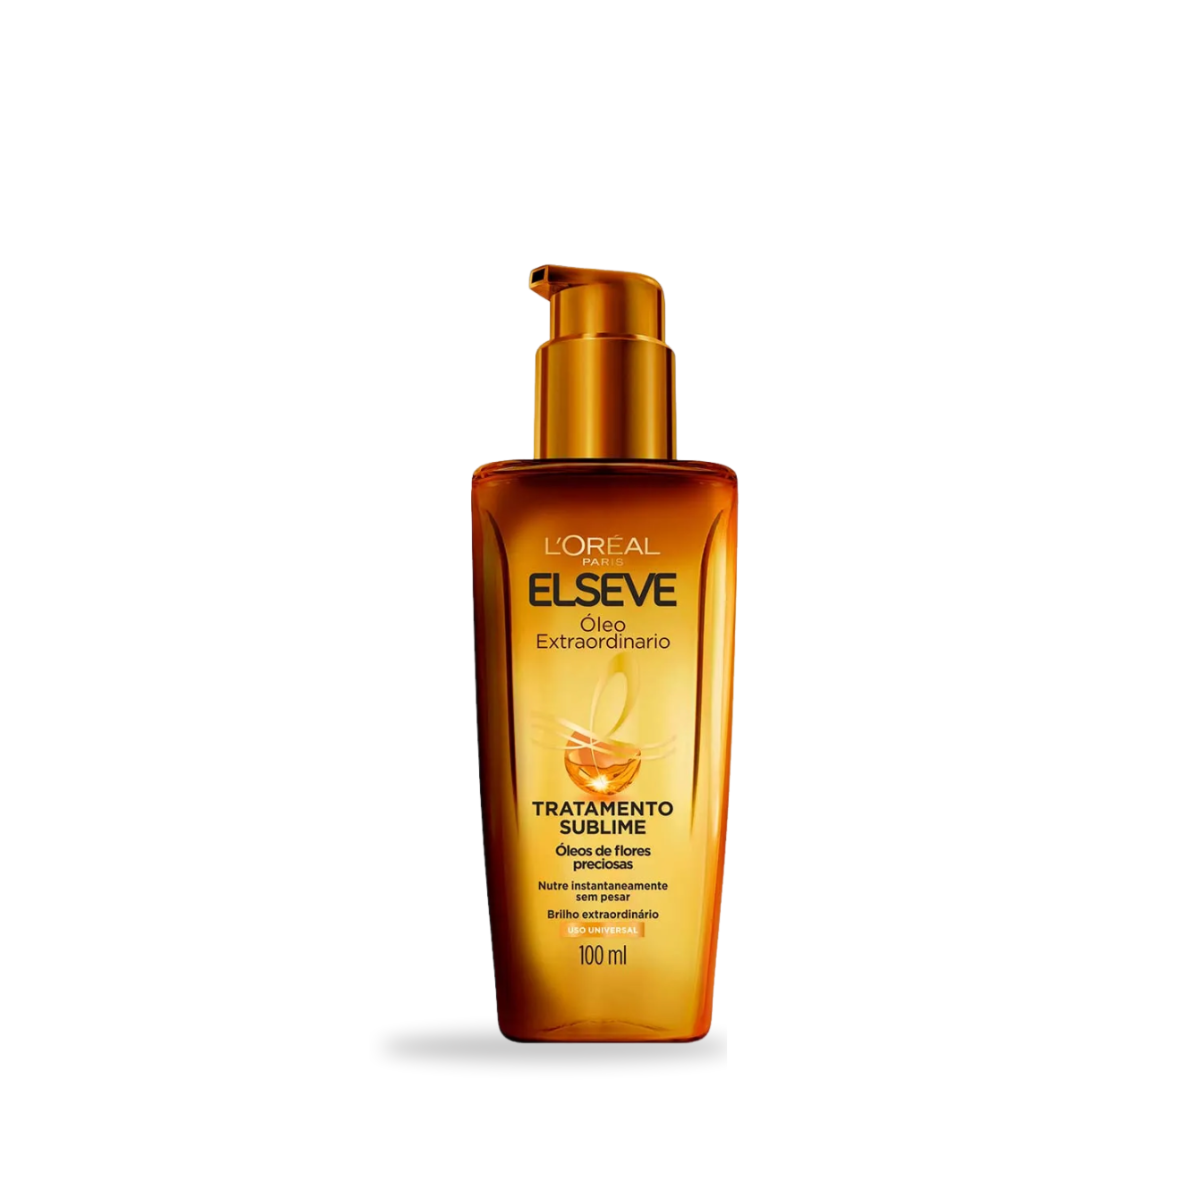 L'ORÉAL
PARIS
ELSEVE
Óleo
Extraordinario
TRATAMENTO
SUBLIME
Óleos de flores
preciosas
Nutre instantaneamente
sem pesar
Brilho extraordinário
USO UNIVERSAL
100 ml